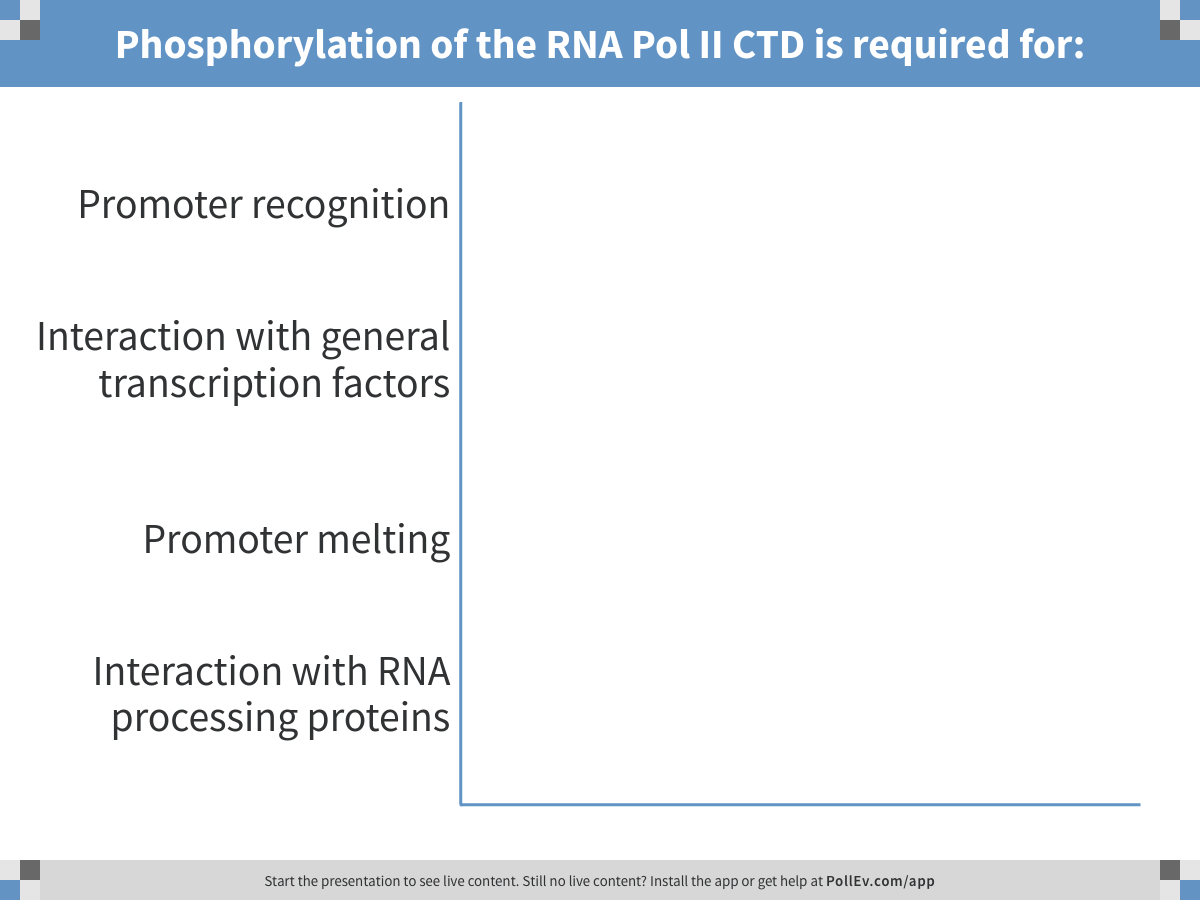 Phosphorylation of the RNA Pol II CTD is required for:
Promoter recognition
Interaction with general
transcription factors
Promoter melting
Interaction with RNA
processing proteins
Start the presentation to see live content. Still no live content? Install the app or get help at PollEv.com/app